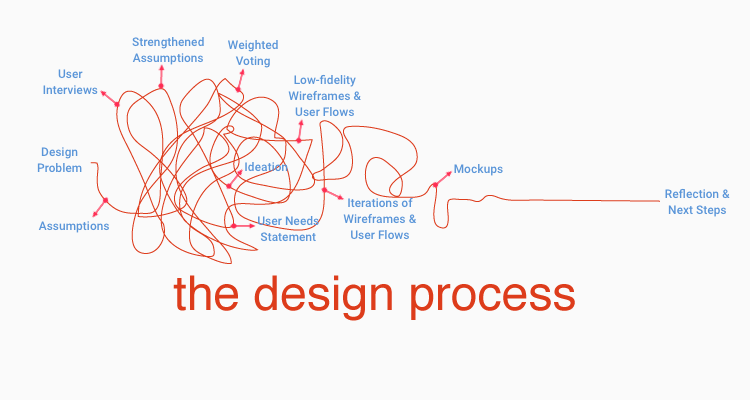 Strengthened
Assumptions
Weighted
Voting
User
Interviews
Low-fidelity
Wireframes &
User Flows
Design
Problem
Ideation
Mockups
Assumptions
User Needs
Statement
Iterations of
Wireframes &
User Flows
Reflection &
Next Steps
the design process